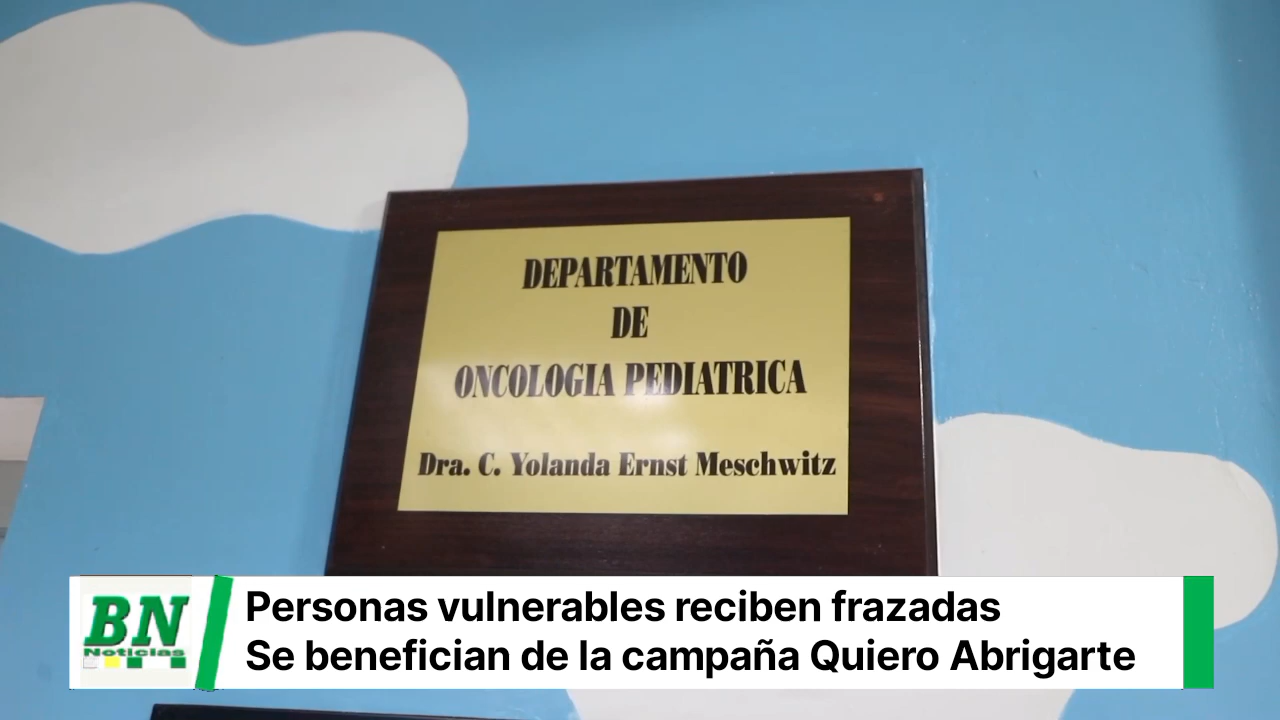 DEPARTAMENTO
DE
ONCOLOGIA PEDIATRICA
Dra. C. Yolanda Ernst Meschwitz
BN
Noticias
Personas vulnerables reciben frazadas
Se benefician de la campaña Quiero Abrigarte